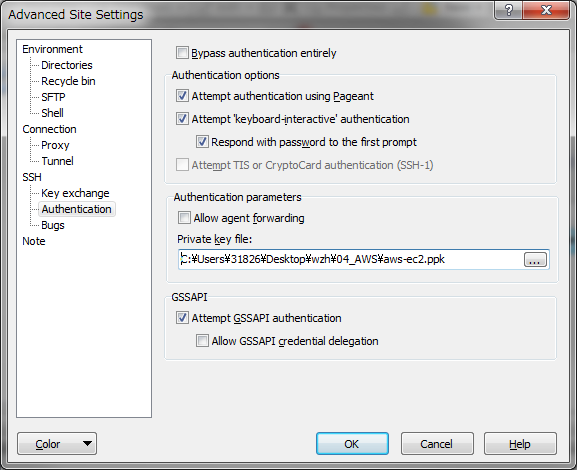 Advanced Site Settings
Environment
Directories
Recycle bin
SFTP
Shell
Connection
Proxy
Tunnel
SSH
Key exchange
Authentication
Bugs
Note
Bypass authentication entirely
Authentication options
Attempt authentication using Pageant
Attempt 'keyboard-interactive' authentication
Respond with password to the first prompt
Attempt TIS or CryptoCard authentication (SSH-1)
Authentication parameters
Allow agent forwarding
Private key file:
C:¥Users¥31826¥Desktop¥wzh¥04_AWS¥aws-ec2.ppk
...
GSSAPI
Attempt GSSAPI authentication
Allow GSSAPI credential delegation
Color
OK
Cancel
Help